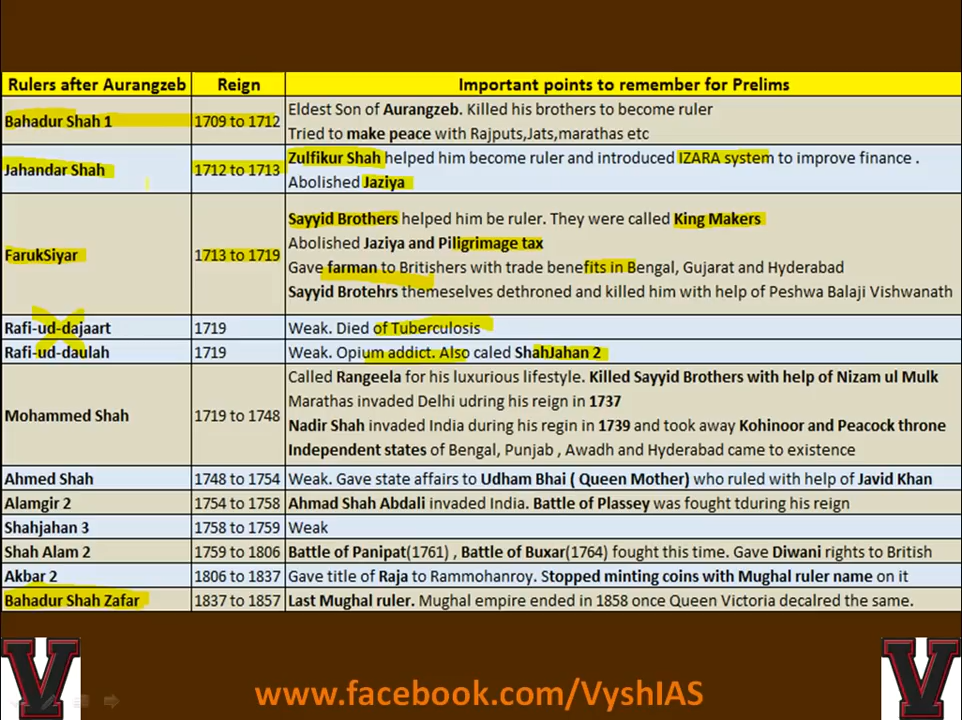 Rulers after Aurangzeb Reign Important points to remember for Prelims
Bahadur Shah 1 1709 to 1712 Eldest Son of Aurangzeb. Killed his brothers to become ruler
Tried to make peace with Rajputs,Jats,marathas etc
Jahandar Shah 1712 to 1713 Zulfikur Shah helped him become ruler and introduced IZARA system to improve finance .
Abolished Jaziya
FarukSiyar 1713 to 1719 Sayyid Brothers helped him be ruler. They were called King Makers
Abolished Jaziya and Piligrimage tax
Gave farman to Britishers with trade benefits in Bengal, Gujarat and Hyderabad
Sayyid Brotehrs themeselves dethroned and killed him with help of Peshwa Balaji Vishwanath
Rafi-ud-dajaart 1719 Weak. Died of Tuberculosis
Rafi-ud-daulah 1719 Weak. Opium addict. Also caled ShahJahan 2
Mohammed Shah 1719 to 1748 Called Rangeela for his luxurious lifestyle. Killed Sayyid Brothers with help of Nizam ul Mulk
Marathas invaded Delhi udring his reign in 1737
Nadir Shah invaded India during his regin in 1739 and took away Kohinoor and Peacock throne
Independent states of Bengal, Punjab , Awadh and Hyderabad came to existence
Ahmed Shah 1748 to 1754 Weak. Gave state affairs to Udham Bhai ( Queen Mother) who ruled with help of Javid Khan
Alamgir 2 1754 to 1758 Ahmad Shah Abdali invaded India. Battle of Plassey was fought tduring his reign
Shahjahan 3 1758 to 1759 Weak
Shah Alam 2 1759 to 1806 Battle of Panipat(1761) , Battle of Buxar(1764) fought this time. Gave Diwani rights to British
Akbar 2 1806 to 1837 Gave title of Raja to Rammohanroy. Stopped minting coins with Mughal ruler name on it
Bahadur Shah Zafar 1837 to 1857 Last Mughal ruler. Mughal empire ended in 1858 once Queen Victoria decalred the same.
V www.facebook.com/VyshIAS V